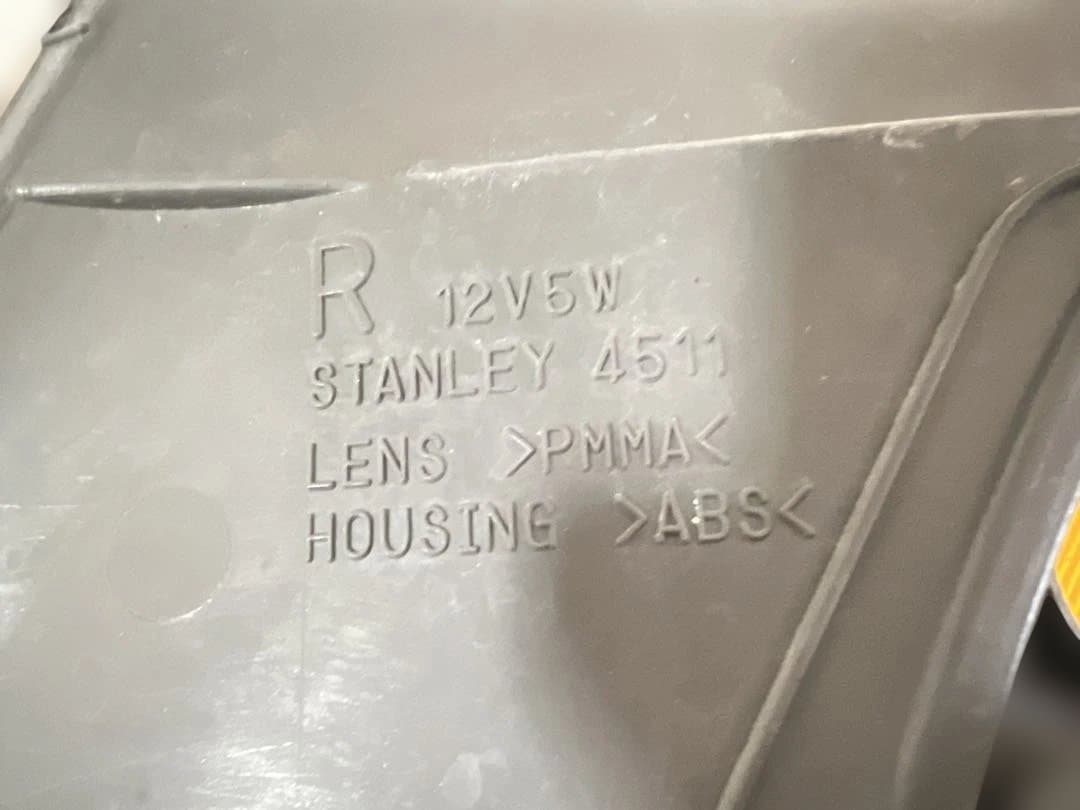 R 12V5W
STANLEY 4511
LENS >PMMA<
HOUSING >ABS<